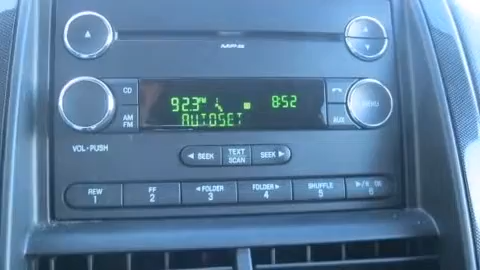 MP3
CD
92.3 FM 8:52
MENU
AUTOSET
AM
FM
AUX
VOL•PUSH
◄ SEEK TEXT SCAN SEEK ►
REW FF ◄ FOLDER FOLDER ► SHUFFLE
1 2 3 4 5 6